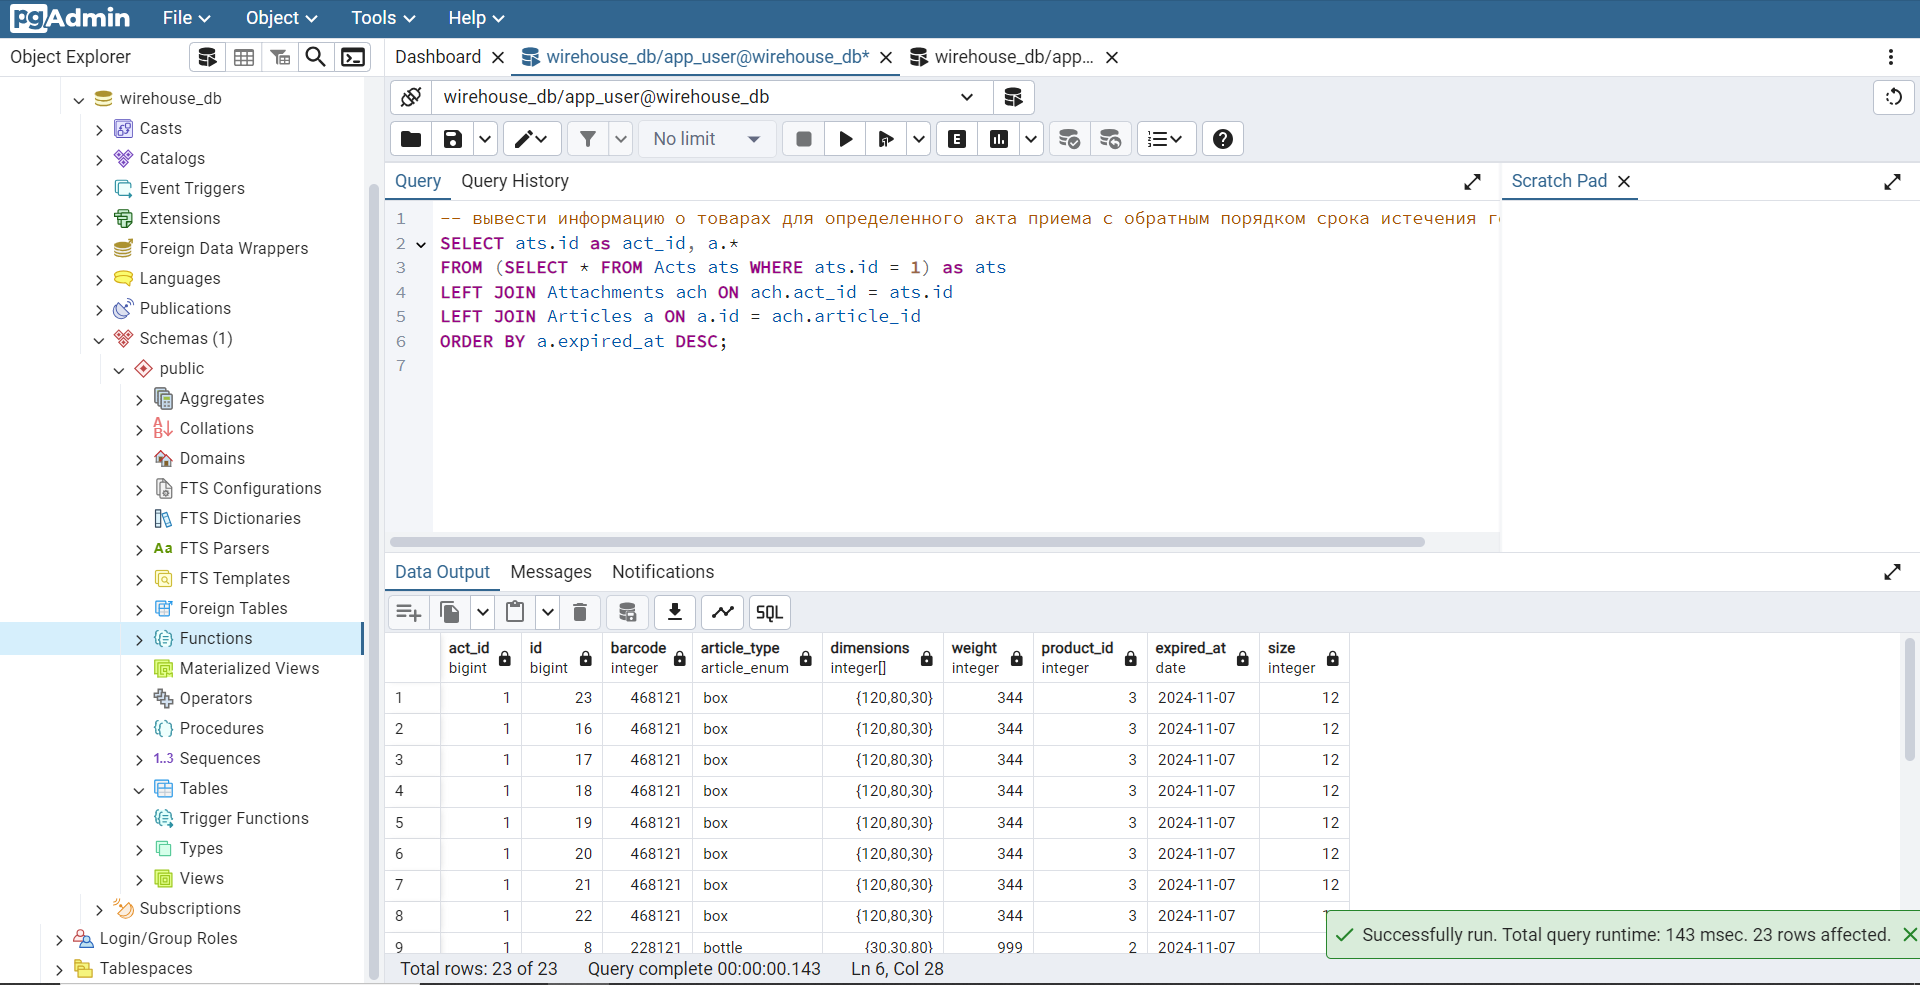 pgAdmin File Object Tools Help
Object Explorer
Dashboard wirehouse_db/app_user@wirehouse_db* wirehouse_db/app...
wirehouse_db/app_user@wirehouse_db
No limit
E
wirehouse_db
Casts
Catalogs
Event Triggers
Extensions
Foreign Data Wrappers
Languages
Publications
Schemas (1)
public
Aggregates
Collations
Domains
FTS Configurations
FTS Dictionaries
Aa FTS Parsers
FTS Templates
Foreign Tables
Functions
Materialized Views
Operators
Procedures
1..3 Sequences
Tables
Trigger Functions
Types
Views
Subscriptions
Login/Group Roles
Tablespaces
Query Query History
Scratch Pad
1 -- вывести информацию о товарах для определенного акта приема с обратным порядком срока истечения
2 SELECT ats.id as act_id, a.*
3 FROM (SELECT * FROM Acts ats WHERE ats.id = 1) as ats
4 LEFT JOIN Attachments ach ON ach.act_id = ats.id
5 LEFT JOIN Articles a ON a.id = ach.article_id
6 ORDER BY a.expired_at DESC;
7
Data Output Messages Notifications
SQL
act_id id barcode article_type dimensions weight product_id expired_at size
bigint bigint integer article_enum integer[] integer integer date integer
1 1 23 468121 box {120,80,30} 344 3 2024-11-07 12
2 1 16 468121 box {120,80,30} 344 3 2024-11-07 12
3 1 17 468121 box {120,80,30} 344 3 2024-11-07 12
4 1 18 468121 box {120,80,30} 344 3 2024-11-07 12
5 1 19 468121 box {120,80,30} 344 3 2024-11-07 12
6 1 20 468121 box {120,80,30} 344 3 2024-11-07 12
7 1 21 468121 box {120,80,30} 344 3 2024-11-07 12
8 1 22 468121 box {120,80,30} 344 3 2024-11-07
9 1 8 228121 bottle {30,30,80} 999 2 2024-11-07
Successfully run. Total query runtime: 143 msec. 23 rows affected.
Total rows: 23 of 23 Query complete 00:00:00.143 Ln 6, Col 28